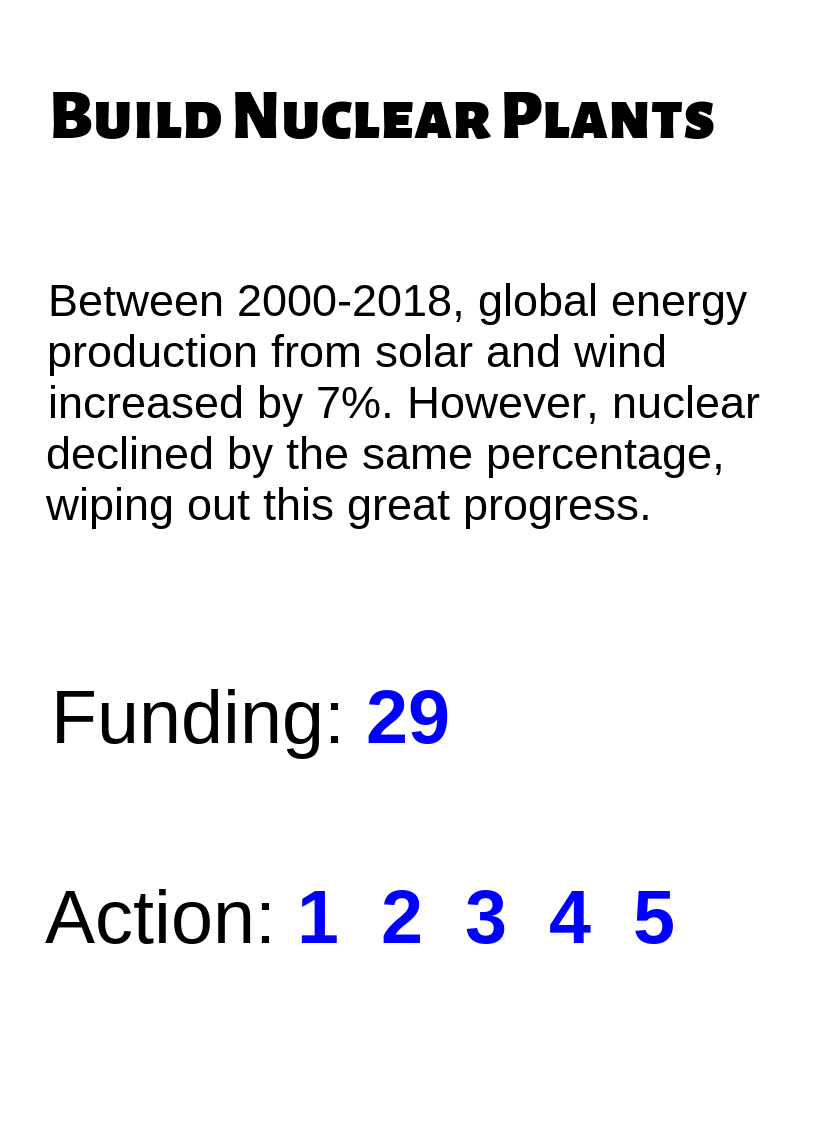 Build Nuclear Plants
Between 2000-2018, global energy
production from solar and wind
increased by 7%. However, nuclear
declined by the same percentage,
wiping out this great progress.
Funding: 29
Action: 1 2 3 4 5